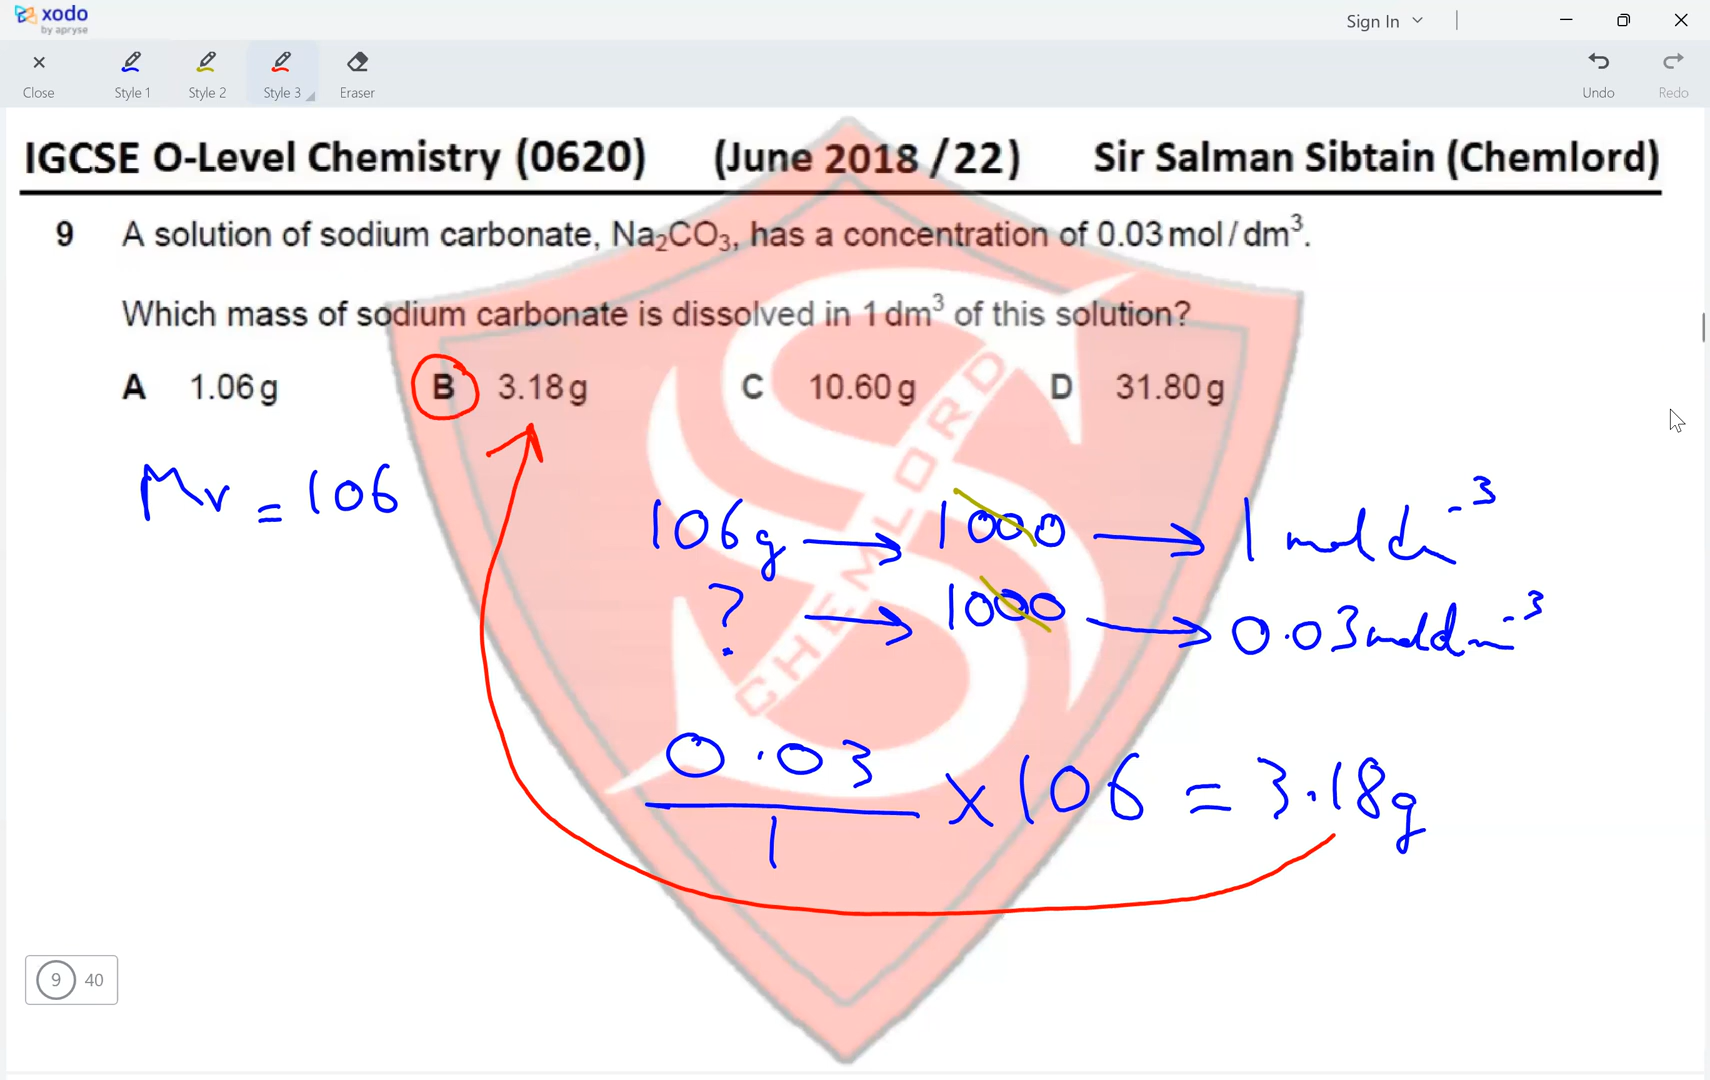 xodo
by apryse
Sign In
Close
Style 1
Style 2
Style 3
Eraser
Undo
Redo
IGCSE O-Level Chemistry (0620) (June 2018 /22) Sir Salman Sibtain (Chemlord)
9 A solution of sodium carbonate, Na₂CO₃, has a concentration of 0.03 mol/dm³.
Which mass of sodium carbonate is dissolved in 1 dm³ of this solution?
A 1.06 g B 3.18 g C 10.60 g D 31.80 g
Mr = 106
106g → 1000 → 1 mol dm⁻³
? → 1000 → 0.03 mol dm⁻³
0.03
1
× 106 = 3.18g
CHEMLORD
9 40